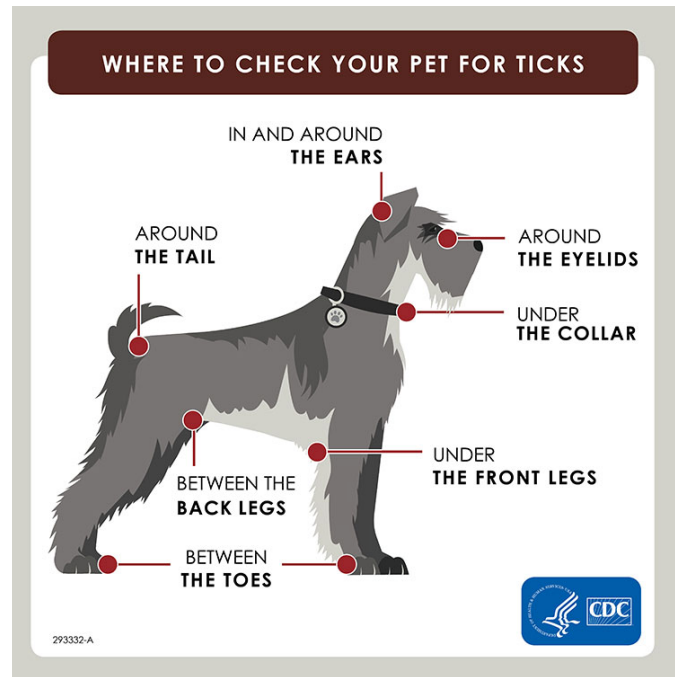 WHERE TO CHECK YOUR PET FOR TICKS
IN AND AROUND
THE EARS
AROUND
THE TAIL
AROUND
THE EYELIDS
UNDER
THE COLLAR
UNDER
THE FRONT LEGS
BETWEEN THE
BACK LEGS
BETWEEN
THE TOES
CDC
293332-A